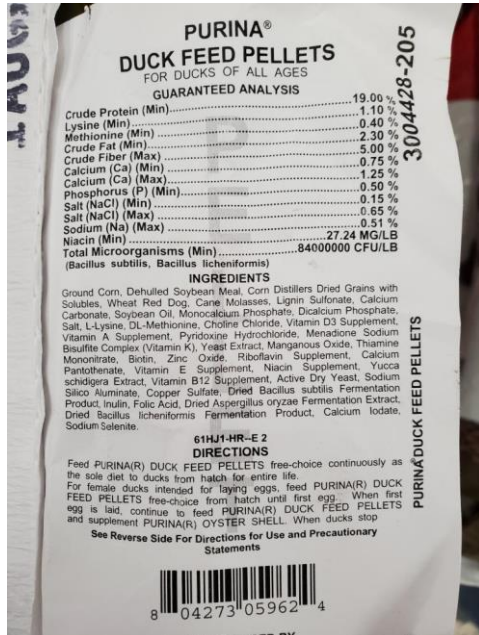 PURINA®
DUCK FEED PELLETS
FOR DUCKS OF ALL AGES
GUARANTEED ANALYSIS
Crude Protein (Min)..........19.00 %
Lysine (Min)..........1.10 %
Methionine (Min)..........0.40 %
Crude Fat (Min)..........2.30 %
Crude Fiber (Max)..........5.00 %
Calcium (Ca) (Min)..........0.75 %
Calcium (Ca) (Max)..........1.25 %
Phosphorus (P) (Min)..........0.50 %
Salt (NaCl) (Min)..........0.15 %
Salt (NaCl) (Max)..........0.65 %
Sodium (Na) (Max)..........0.51 %
Niacin (Min)..........27.24 MG/LB
Total Microorganisms (Min)..........84000000 CFU/LB
(Bacillus subtilis, Bacillus licheniformis)
INGREDIENTS
Ground Corn, Dehulled Soybean Meal, Corn Distillers Dried Grains with
Solubles, Wheat Red Dog, Cane Molasses, Lignin Sulfonate, Calcium
Carbonate, Soybean Oil, Monocalcium Phosphate, Dicalcium Phosphate,
Salt, L-Lysine, DL-Methionine, Choline Chloride, Vitamin D3 Supplement,
Vitamin A Supplement, Pyridoxine Hydrochloride, Menadione Sodium
Bisulfite Complex (Vitamin K), Yeast Extract, Manganous Oxide, Thiamine
Mononitrate, Biotin, Zinc Oxide, Riboflavin Supplement, Calcium
Pantothenate, Vitamin E Supplement, Niacin Supplement, Yucca
schidigera Extract, Vitamin B12 Supplement, Active Dry Yeast, Sodium
Silico Aluminate, Copper Sulfate, Dried Bacillus subtilis Fermentation
Product, Inulin, Folic Acid, Dried Aspergillus oryzae Fermentation Extract,
Dried Bacillus licheniformis Fermentation Product, Calcium Iodate,
Sodium Selenite.
61HJ1-HR--E 2
DIRECTIONS
Feed PURINA(R) DUCK FEED PELLETS free-choice continuously as
the sole diet to ducks from hatch for entire life.
For female ducks intended for laying eggs, feed PURINA(R) DUCK
FEED PELLETS free-choice from hatch until first egg. When first
egg is laid, continue to feed PURINA(R) DUCK FEED PELLETS
and supplement PURINA(R) OYSTER SHELL. When ducks stop
See Reverse Side For Directions for Use and Precautionary
Statements
8 04273 05962 4
3004428-205
PURINA DUCK FEED PELLETS